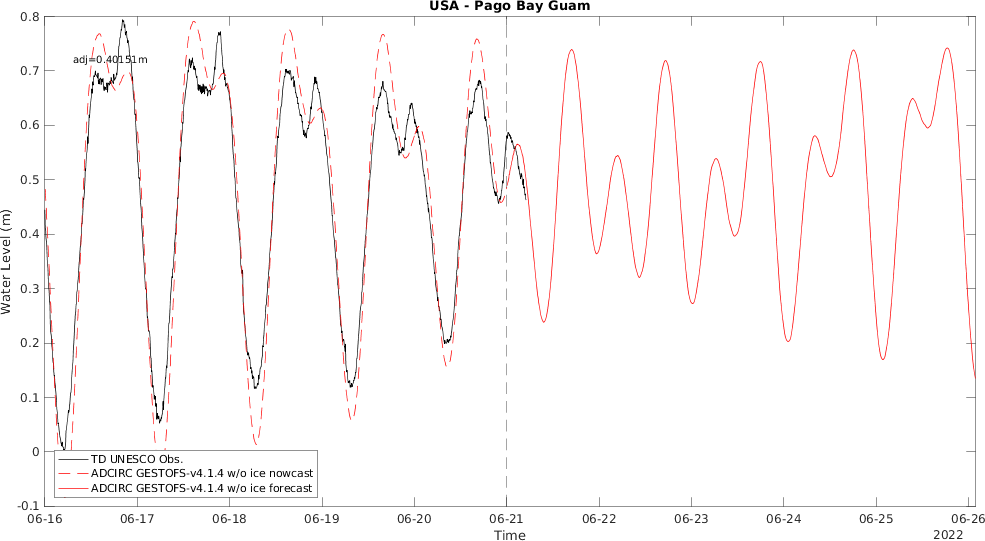 USA - Pago Bay Guam
0.8
adj=0.40151m
0.7
0.6
0.5
0.4
0.3
0.2
0.1
0
-0.1
Water Level (m)
TD UNESCO Obs.
ADCIRC GESTOFS-v4.1.4 w/o ice nowcast
ADCIRC GESTOFS-v4.1.4 w/o ice forecast
06-16 06-17 06-18 06-19 06-20 06-21 06-22 06-23 06-24 06-25 06-26
Time
2022